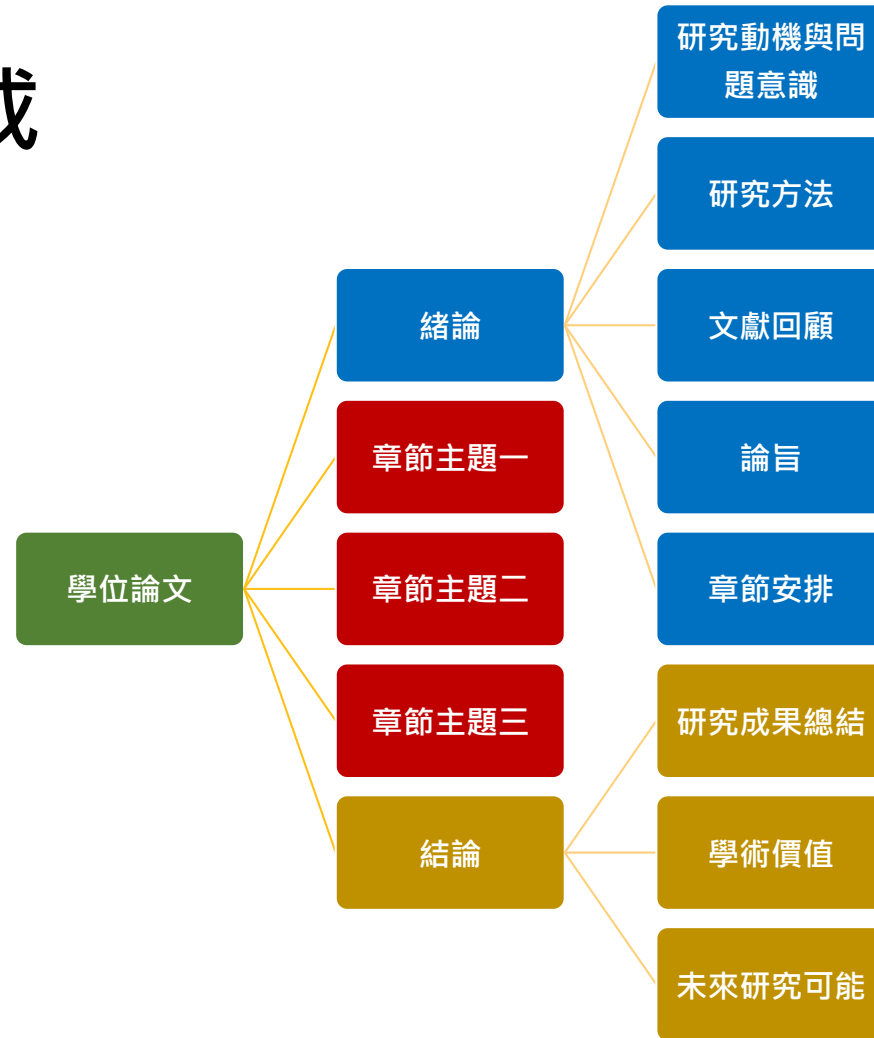 研究動機與問
題意識
研究方法
緒論
文獻回顧
章節主題一
論旨
學位論文
章節主題二
章節安排
章節主題三
研究成果總結
結論
學術價值
未來研究可能